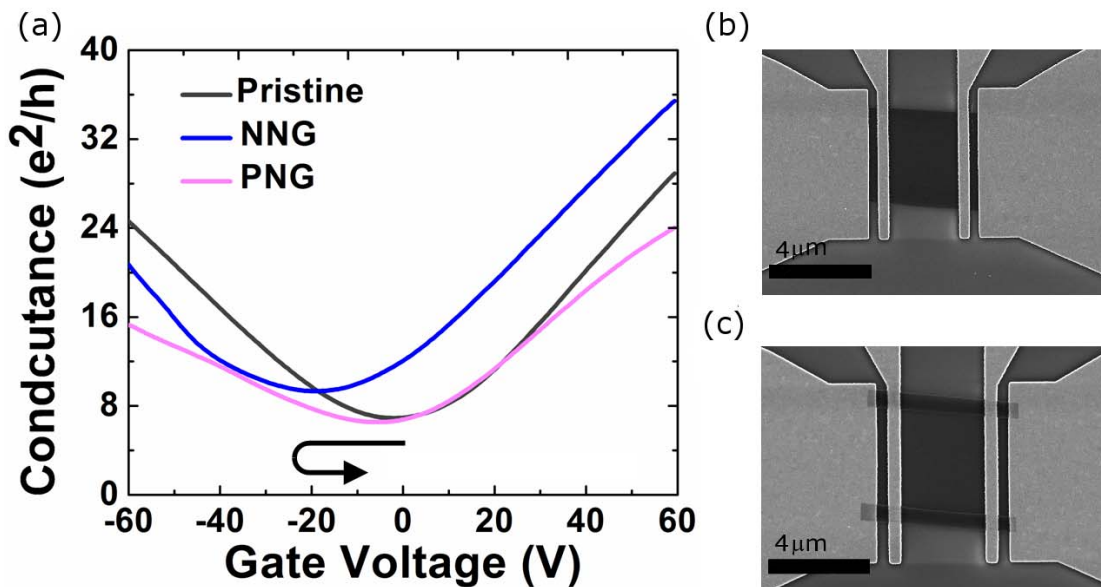 (a)
Condcutance (e²/h)
40
32
24
16
8
0
Pristine
NNG
PNG
-60
-40
-20
0
20
40
60
Gate Voltage (V)
(b)
4μm
(c)
4μm